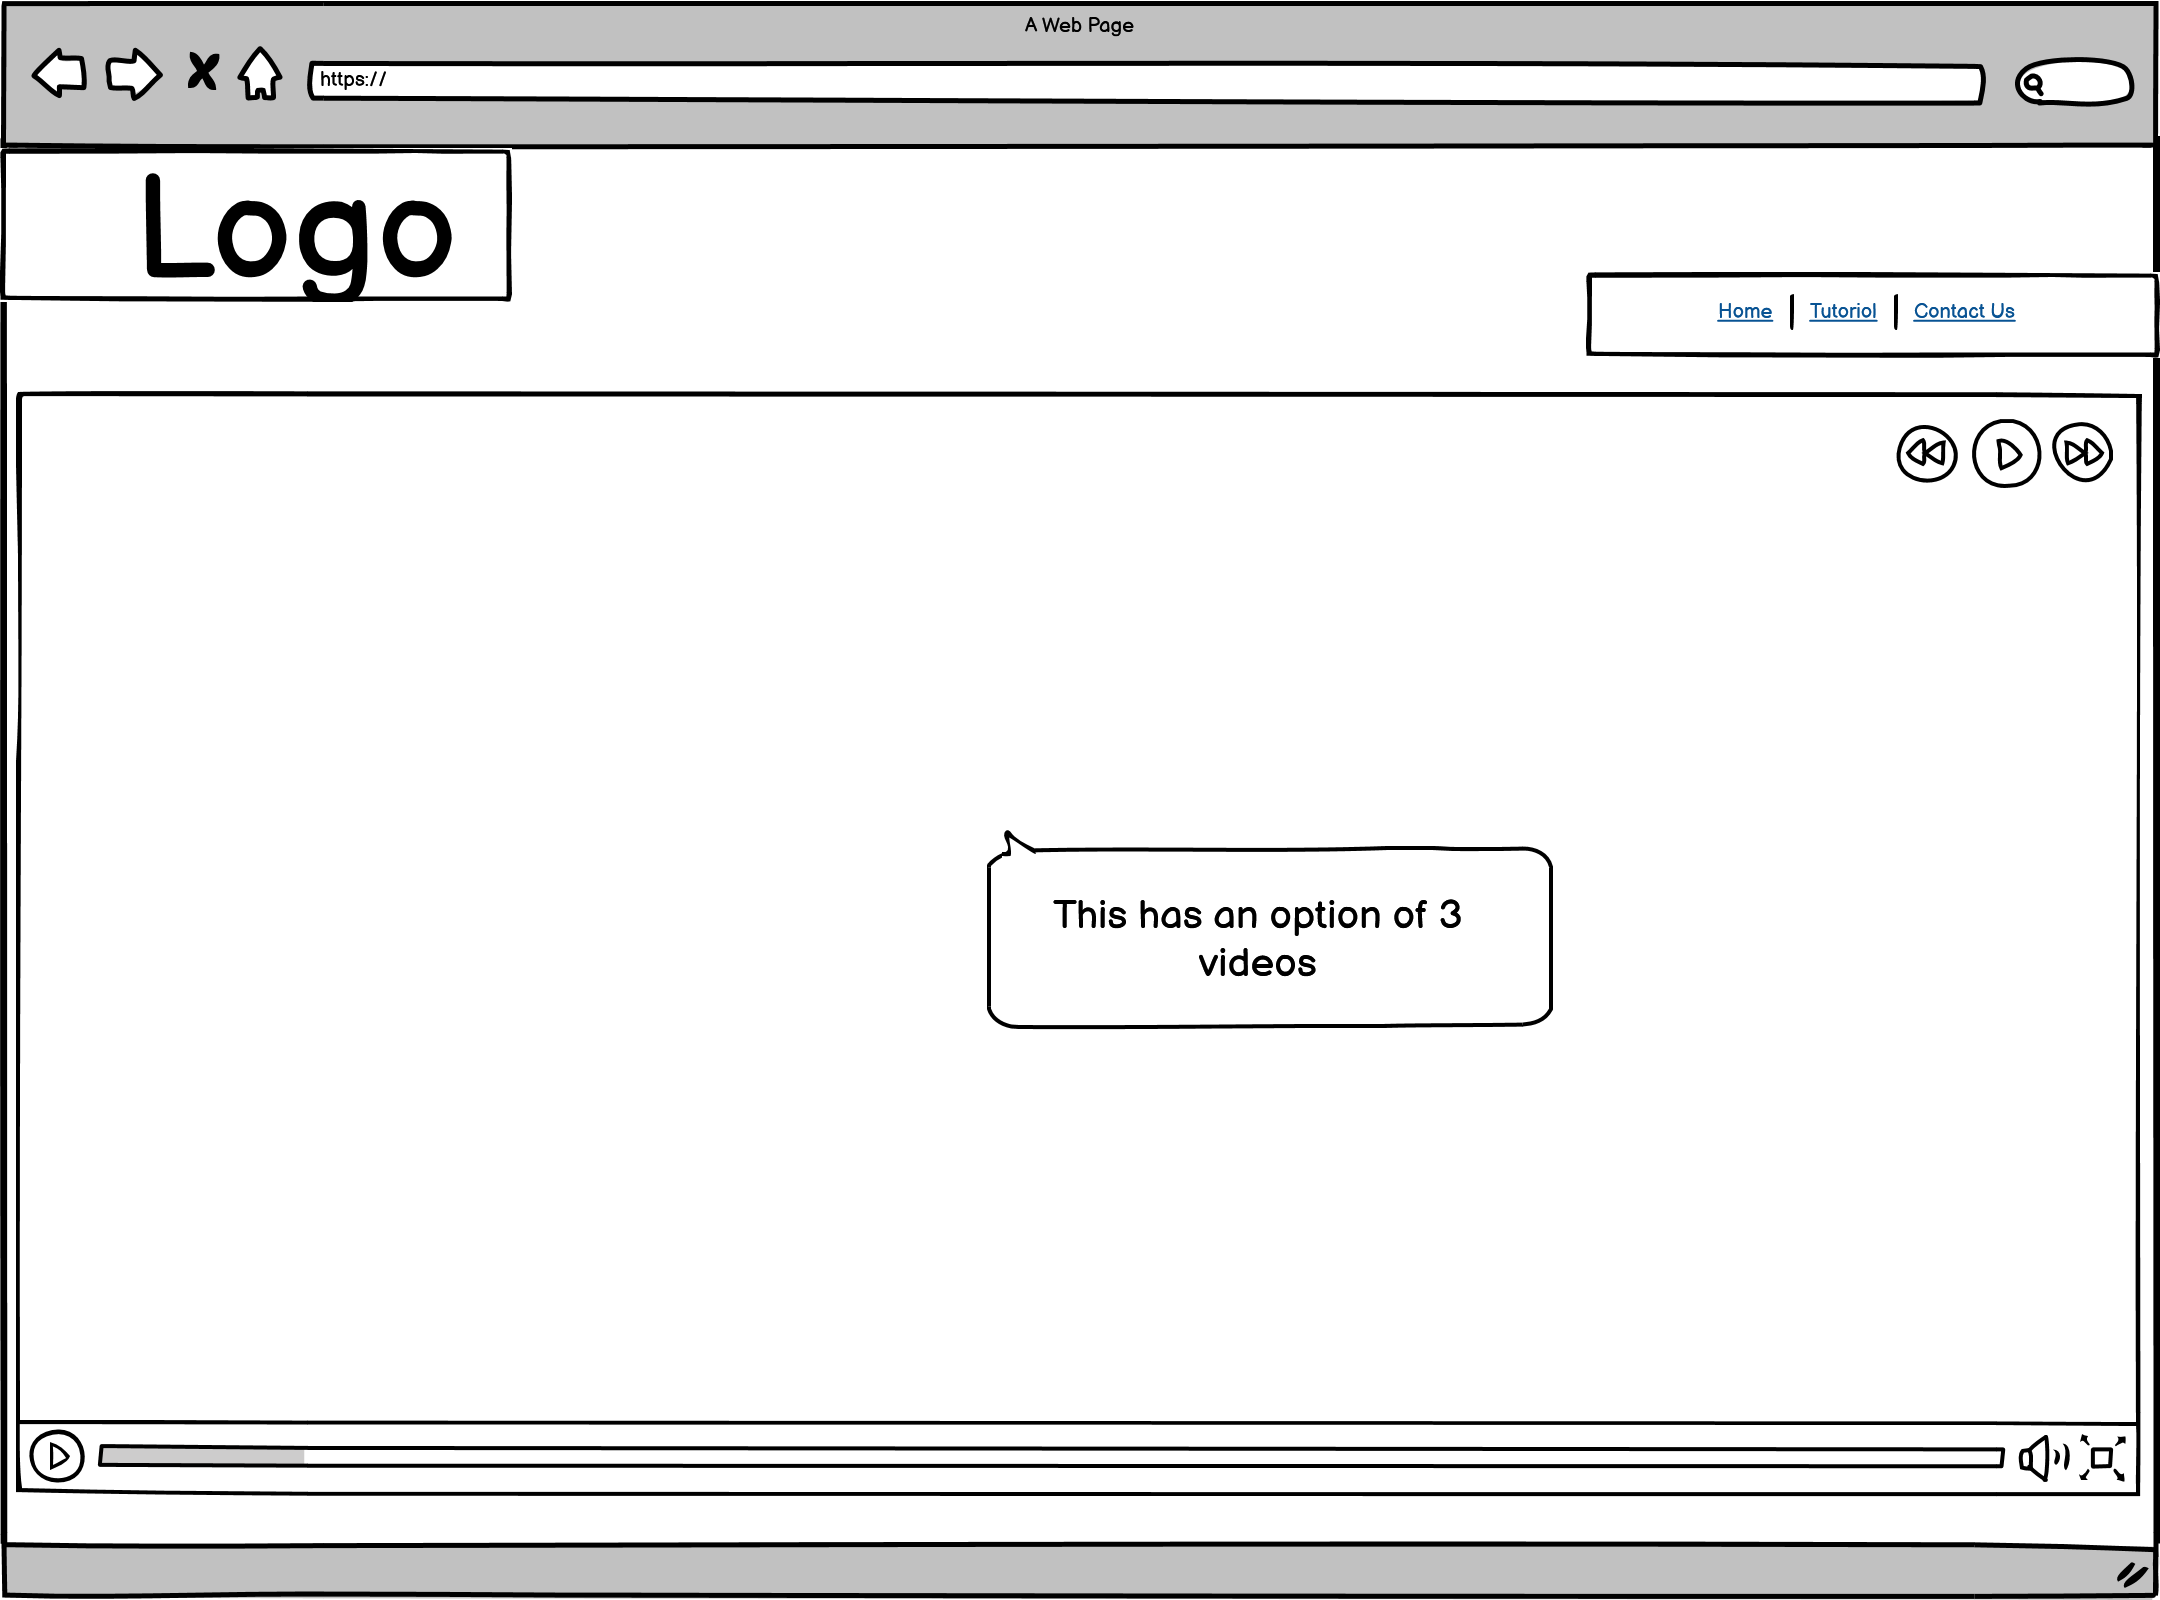 A Web Page
https://
Logo
Home | Tutoriol | Contact Us
This has an option of 3
videos